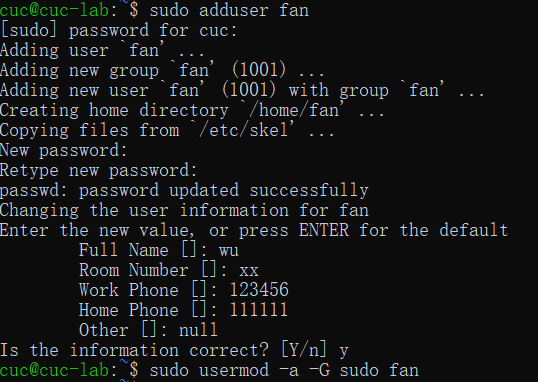 cuc@cuc-lab:~$ sudo adduser fan
[sudo] password for cuc:
Adding user `fan' ...
Adding new group `fan' (1001) ...
Adding new user `fan' (1001) with group `fan' ...
Creating home directory `/home/fan' ...
Copying files from `/etc/skel' ...
New password:
Retype new password:
passwd: password updated successfully
Changing the user information for fan
Enter the new value, or press ENTER for the default
        Full Name []: wu
        Room Number []: xx
        Work Phone []: 123456
        Home Phone []: 111111
        Other []: null
Is the information correct? [Y/n] y
cuc@cuc-lab:~$ sudo usermod -a -G sudo fan